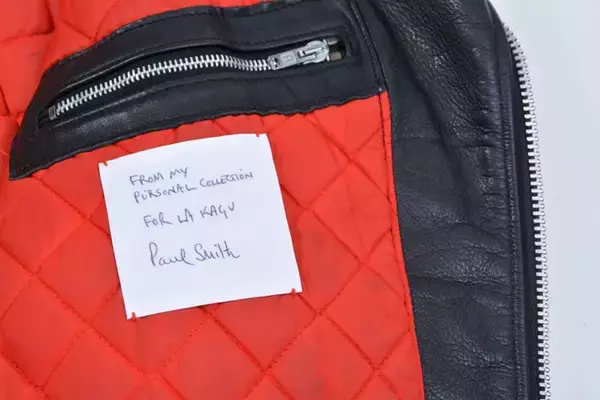 FROM MY
PERSONAL COLLECTION
FOR LA KAGU
Paul Smith